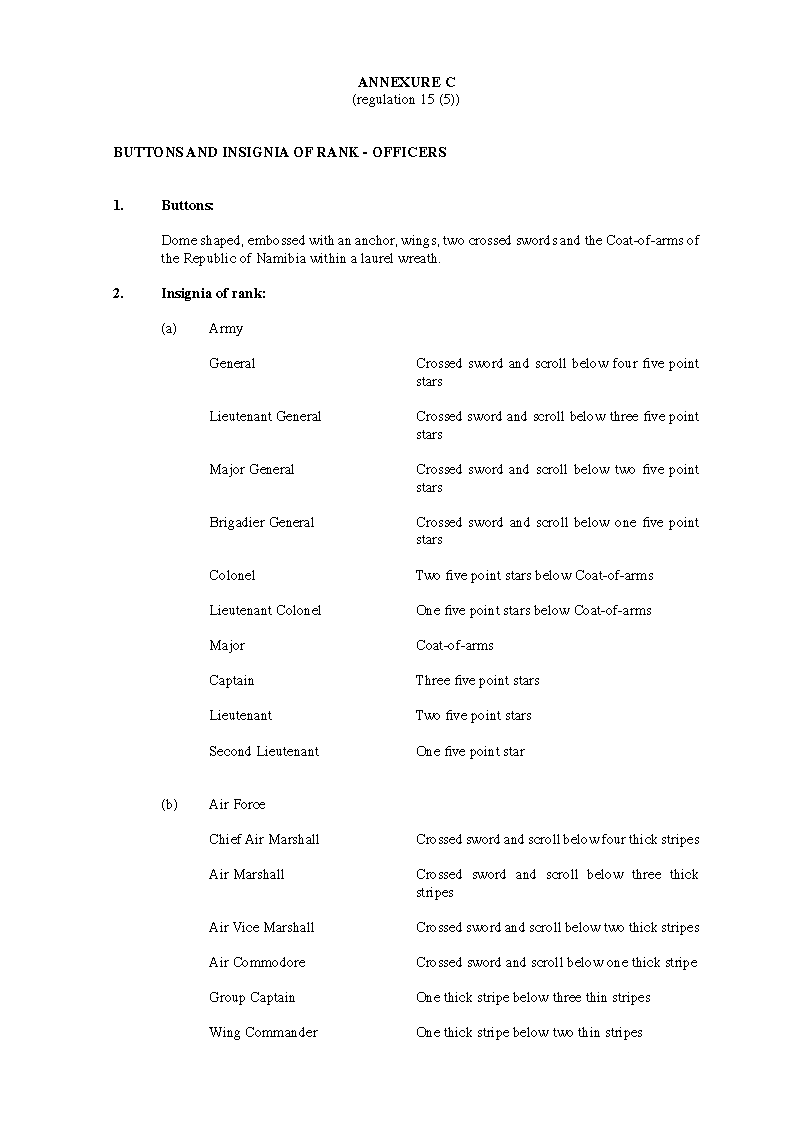 ANNEXURE C
(regulation 15 (5))
BUTTONS AND INSIGNIA OF RANK - OFFICERS
1. Buttons:
Dome shaped, embossed with an anchor, wings, two crossed swords and the Coat-of-arms of
the Republic of Namibia within a laurel wreath.
2. Insignia of rank:
(a) Army
General Crossed sword and scroll below four five point
stars
Lieutenant General Crossed sword and scroll below three five point
stars
Major General Crossed sword and scroll below two five point
stars
Brigadier General Crossed sword and scroll below one five point
stars
Colonel Two five point stars below Coat-of-arms
Lieutenant Colonel One five point stars below Coat-of-arms
Major Coat-of-arms
Captain Three five point stars
Lieutenant Two five point stars
Second Lieutenant One five point star
(b) Air Force
Chief Air Marshall Crossed sword and scroll below four thick stripes
Air Marshall Crossed sword and scroll below three thick
stripes
Air Vice Marshall Crossed sword and scroll below two thick stripes
Air Commodore Crossed sword and scroll below one thick stripe
Group Captain One thick stripe below three thin stripes
Wing Commander One thick stripe below two thin stripes